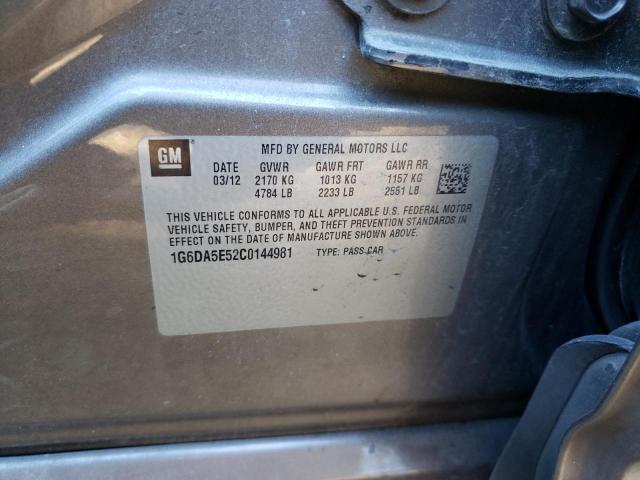 GM
MFD BY GENERAL MOTORS LLC
DATE GVWR GAWR FRT GAWR RR
03/12 2170 KG 1013 KG 1157 KG
4784 LB 2233 LB 2551 LB
THIS VEHICLE CONFORMS TO ALL APPLICABLE U.S. FEDERAL MOTOR
VEHICLE SAFETY, BUMPER, AND THEFT PREVENTION STANDARDS IN
EFFECT ON THE DATE OF MANUFACTURE SHOWN ABOVE.
1G6DA5E52C0144981 TYPE: PASS CAR